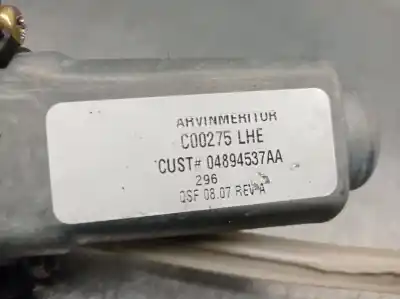 ARVINMERITOR
C00275 LHE
CUST# 04894537AA
296
QSF 08.07 REV A